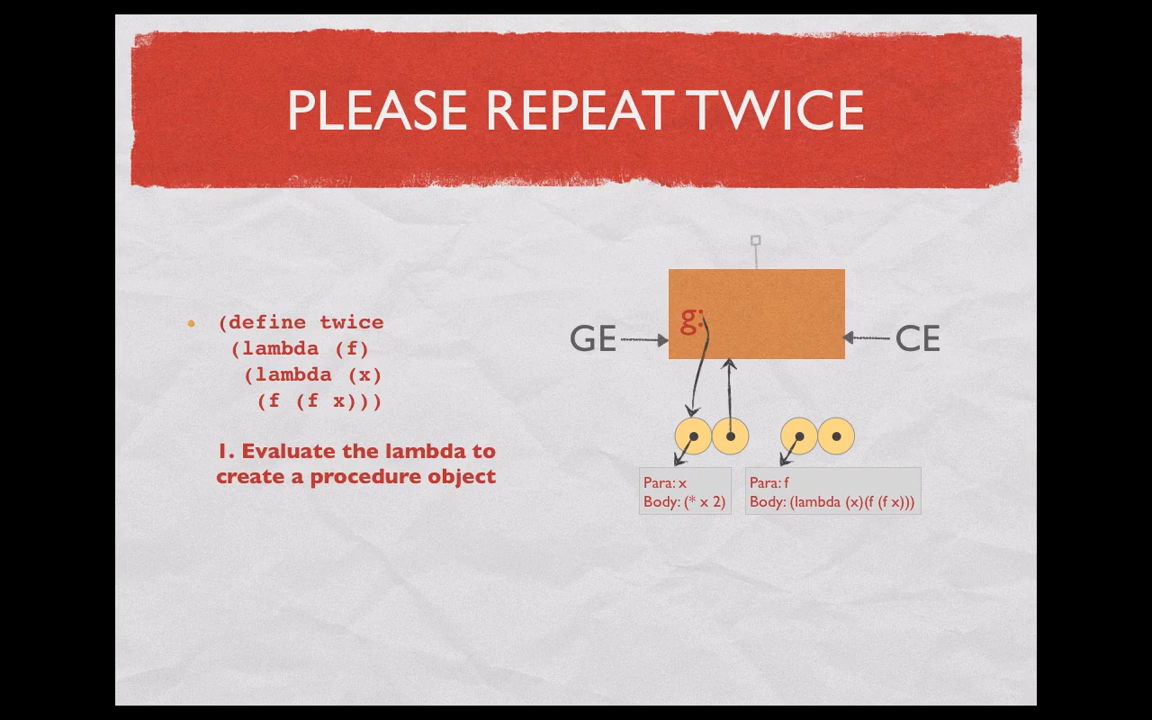 PLEASE REPEAT TWICE
(define twice
(lambda (f)
(lambda (x)
(f (f x)))
1. Evaluate the lambda to
create a procedure object
g:
GE
CE
Para: x
Body: (* x 2)
Para: f
Body: (lambda (x)(f (f x)))